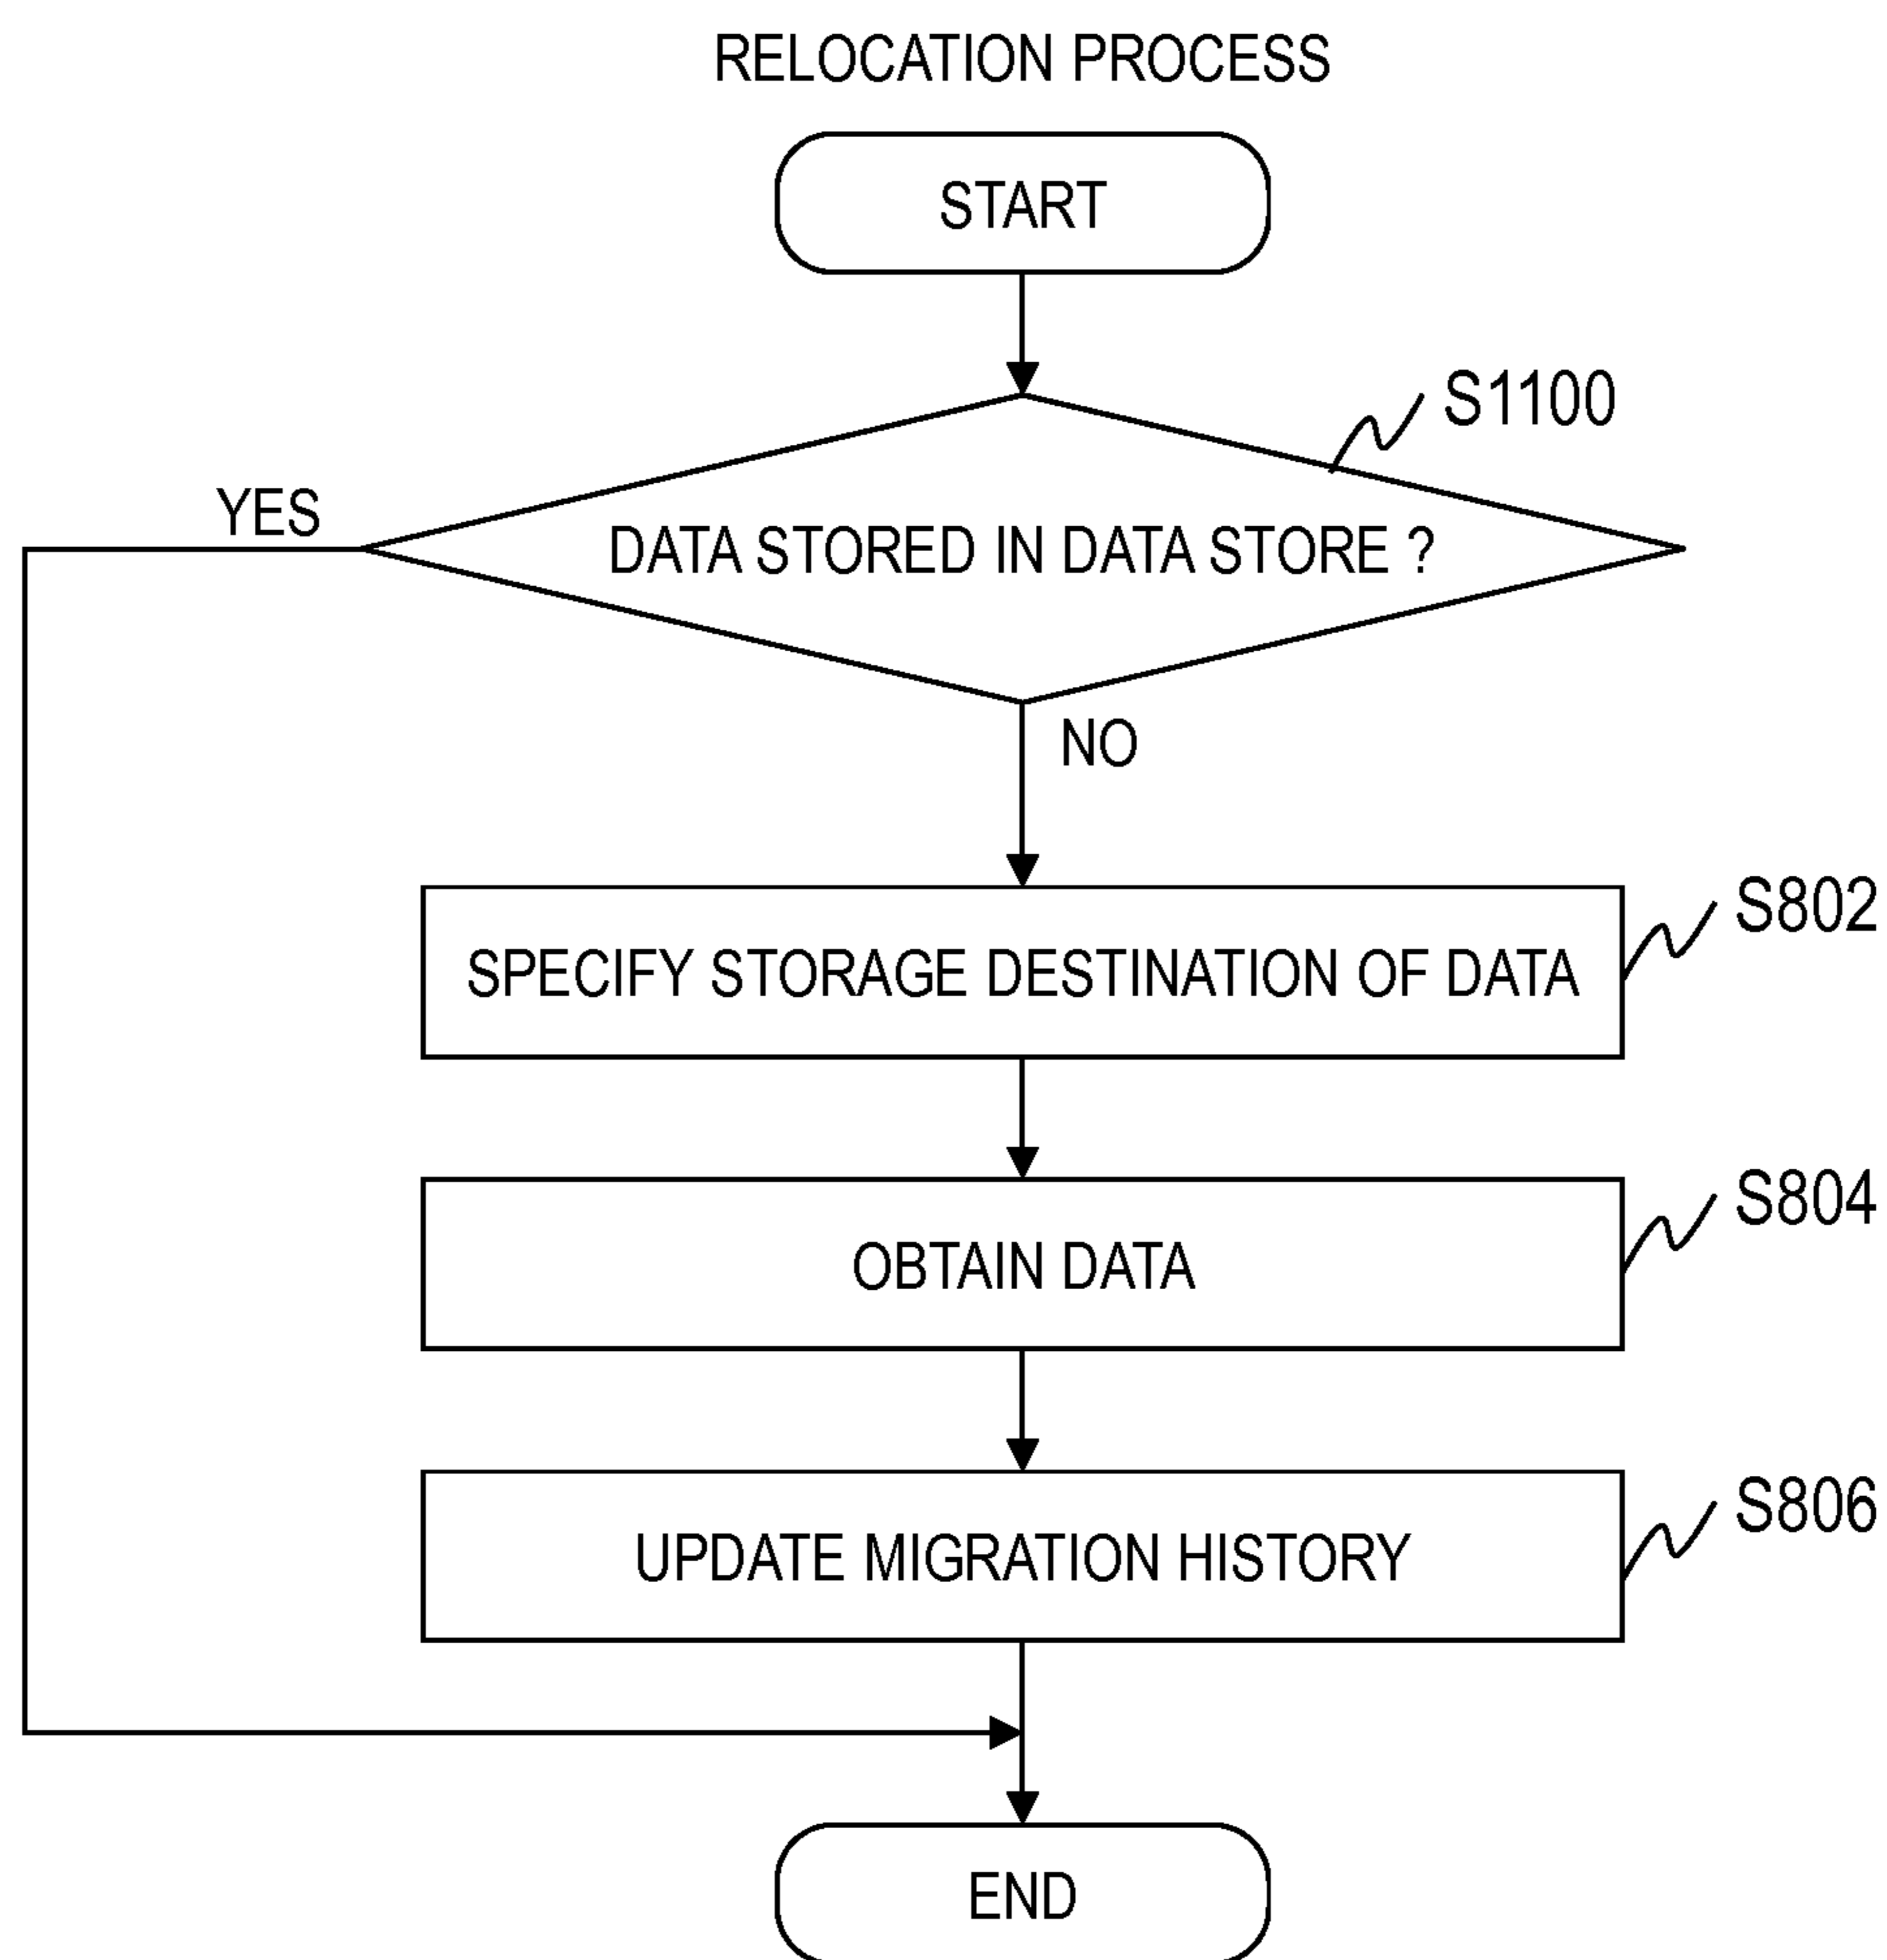 RELOCATION PROCESS
START
S1100
YES
DATA STORED IN DATA STORE ?
NO
S802
SPECIFY STORAGE DESTINATION OF DATA
S804
OBTAIN DATA
S806
UPDATE MIGRATION HISTORY
END